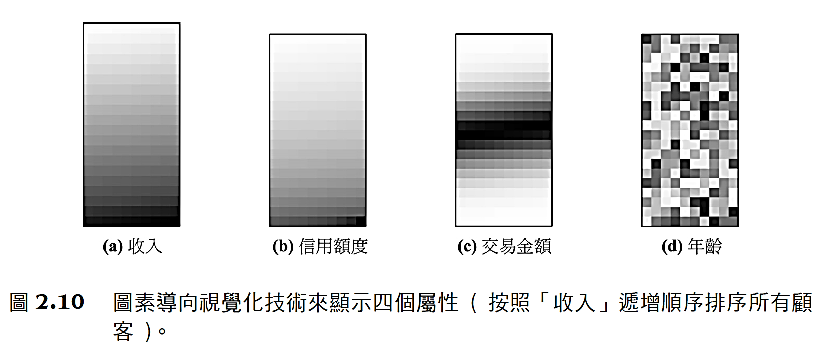 (a) 收入
(b) 信用額度
(c) 交易金額
(d) 年齡
圖 2.10 圖素導向視覺化技術來顯示四個屬性 ( 按照「收入」遞增順序排序所有顧
客 )。